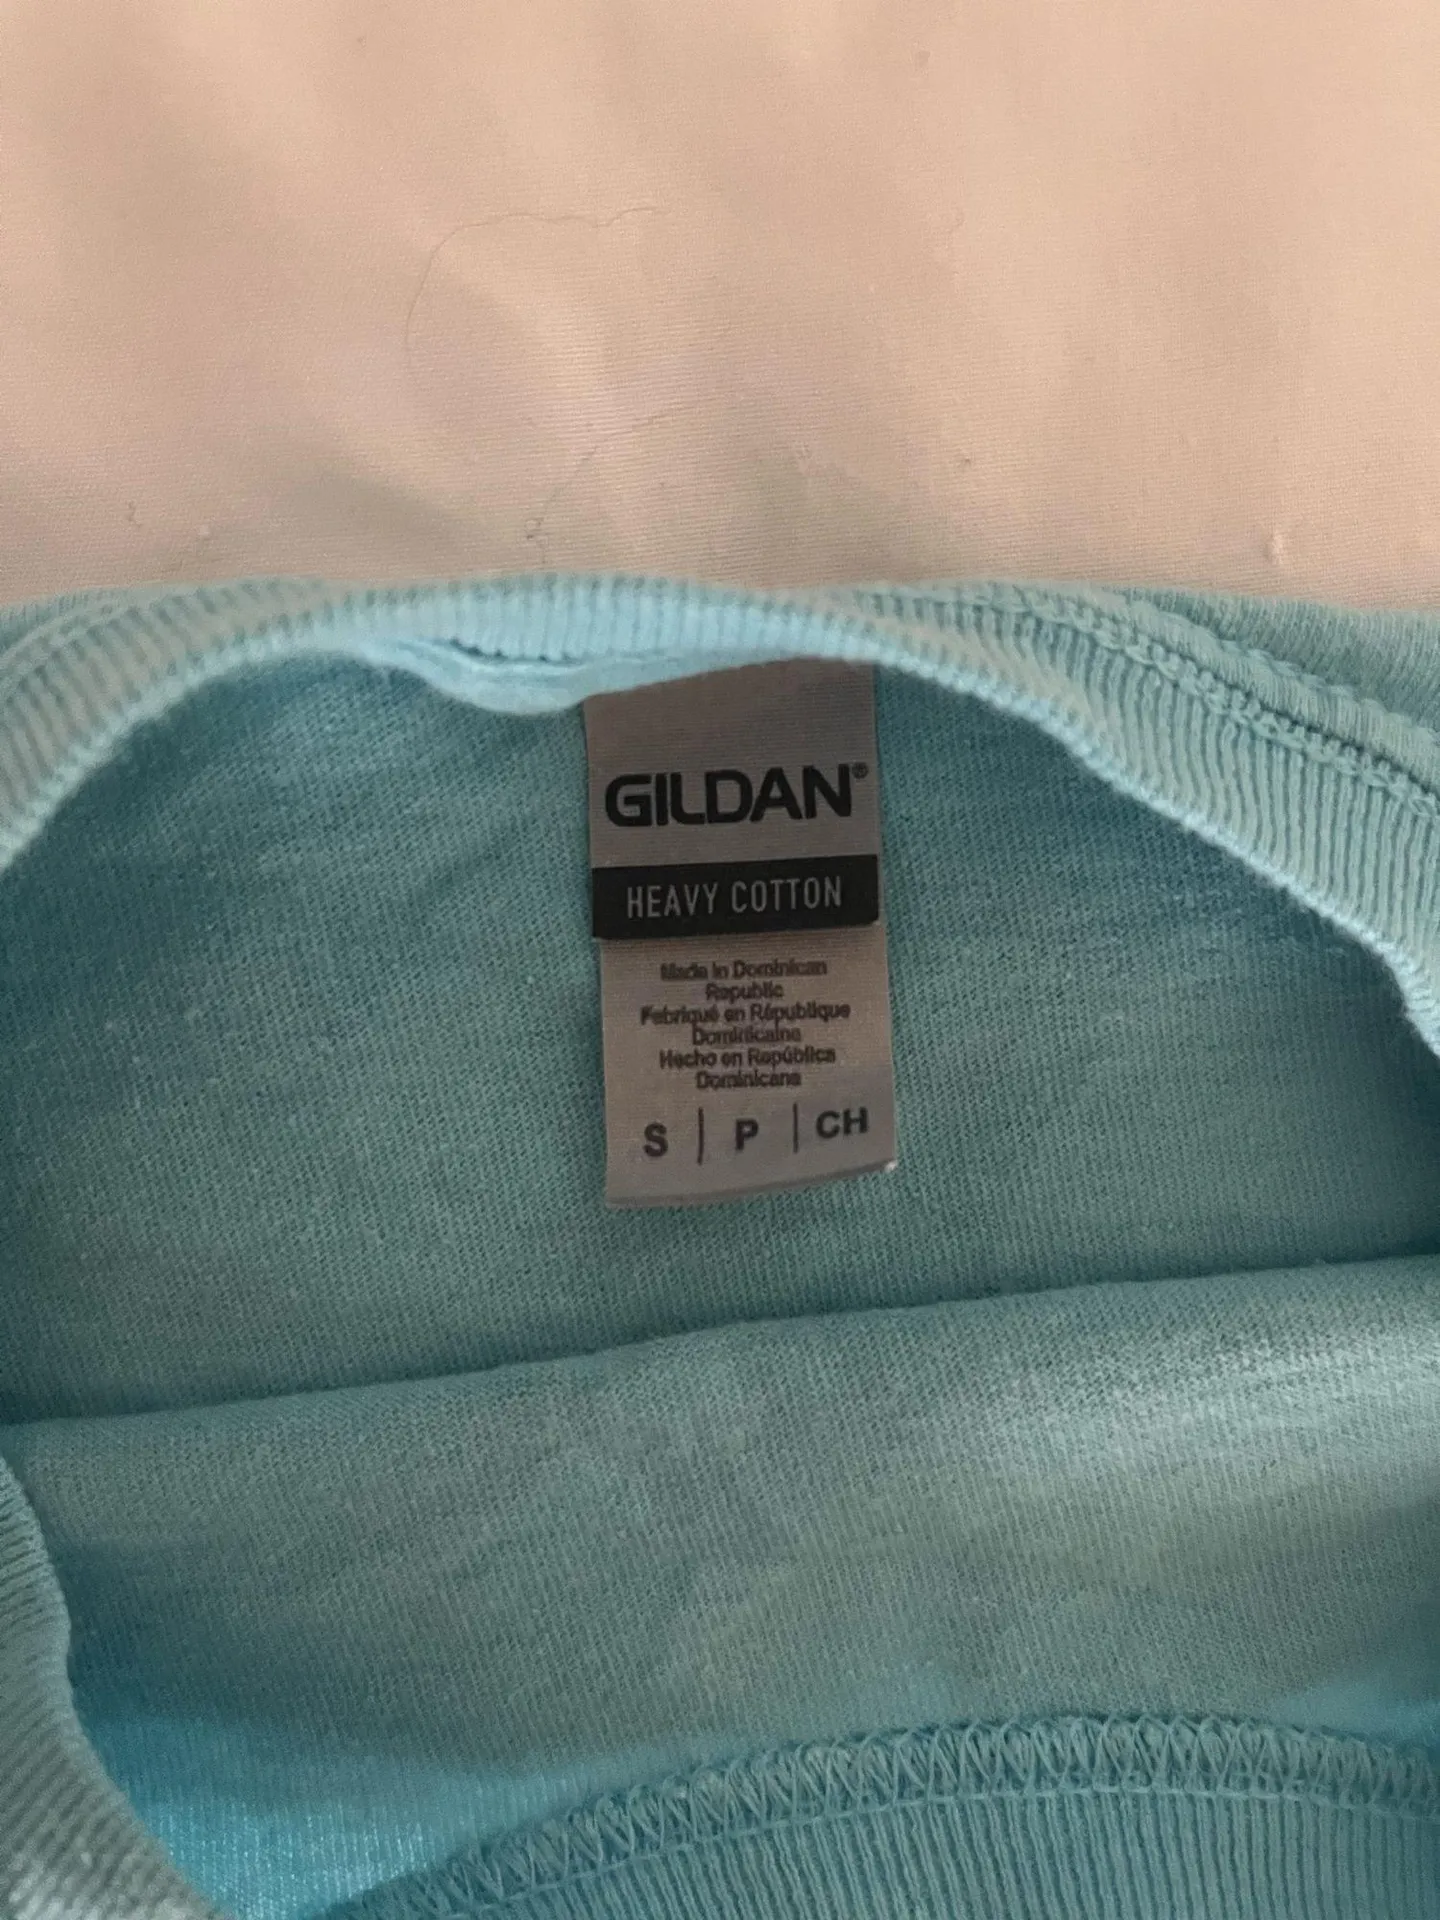 GILDAN®
HEAVY COTTON
Made in Dominican
Republic
Fabriqué en République
Dominicaine
Hecho en República
Dominicana
S | P | CH